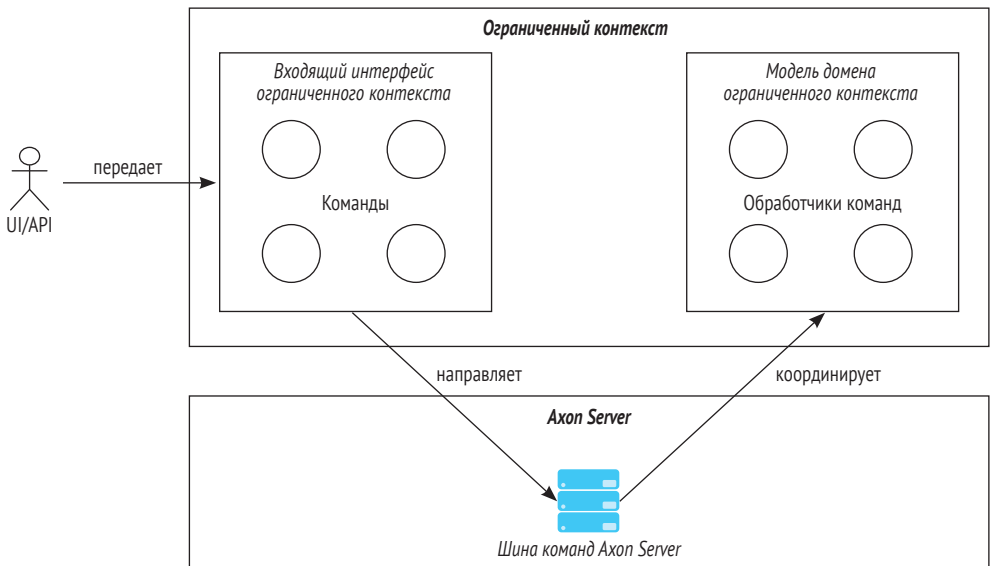 Ограниченный контекст
Входящий интерфейс
ограниченного контекста
Модель домена
ограниченного контекста
передает
Команды
Обработчики команд
UI/API
направляет
координирует
Axon Server
Шина команд Axon Server